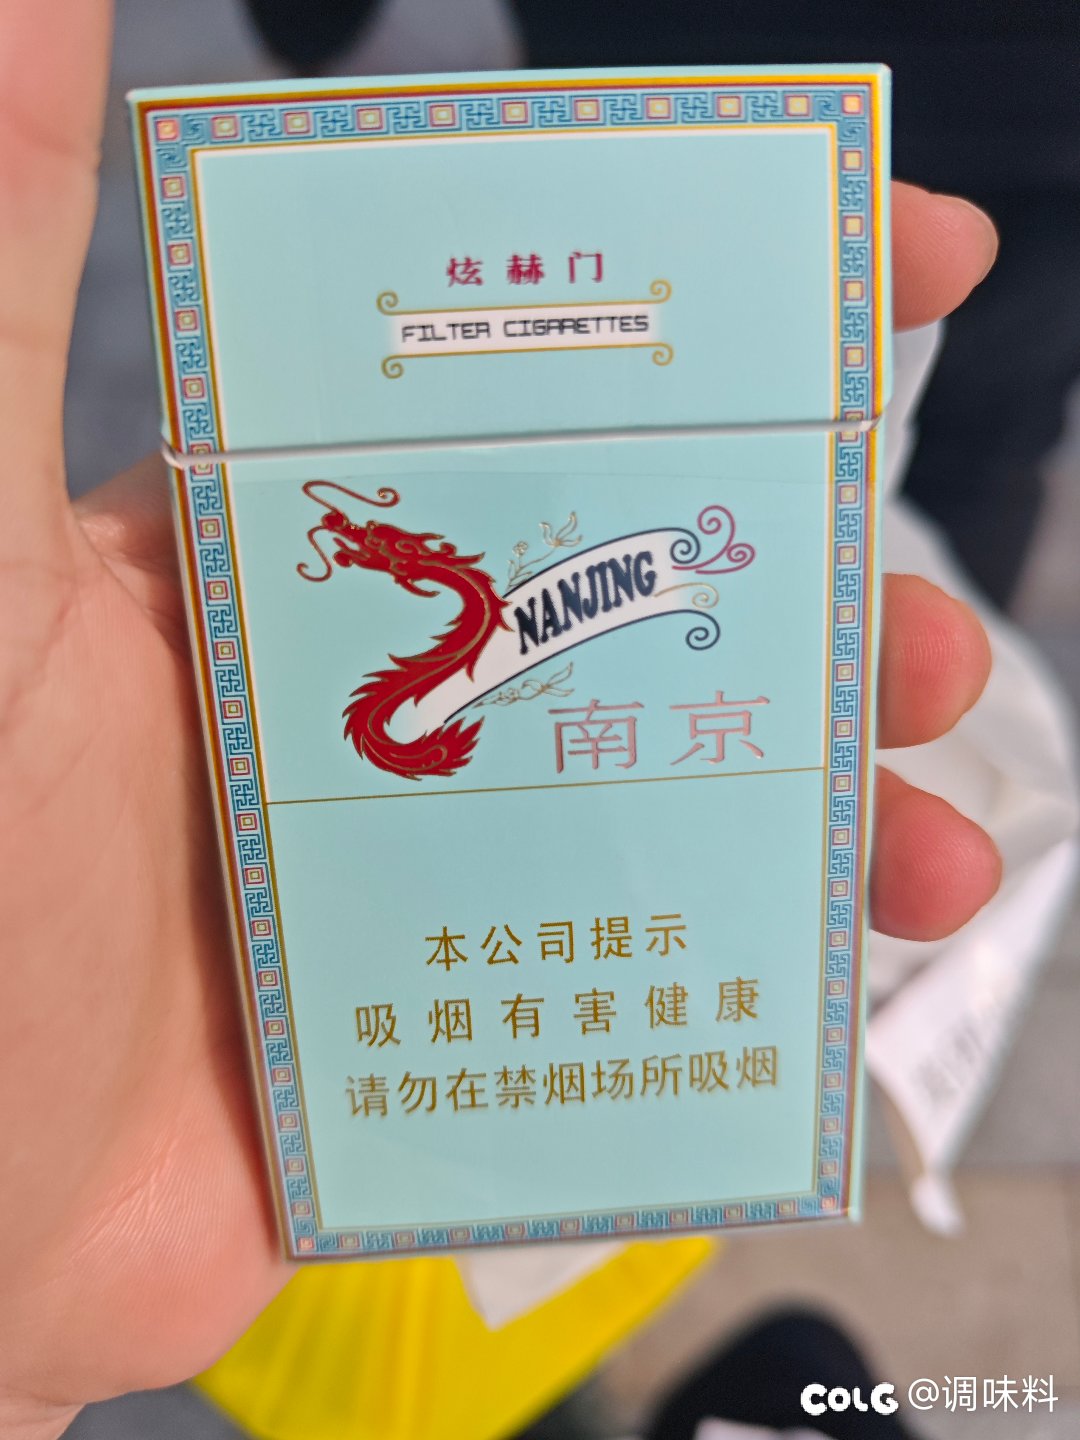 炫赫门
FILTER CIGARETTES
NANJING
南京
本公司提示
吸烟有害健康
请勿在禁烟场所吸烟
COLG @调味料